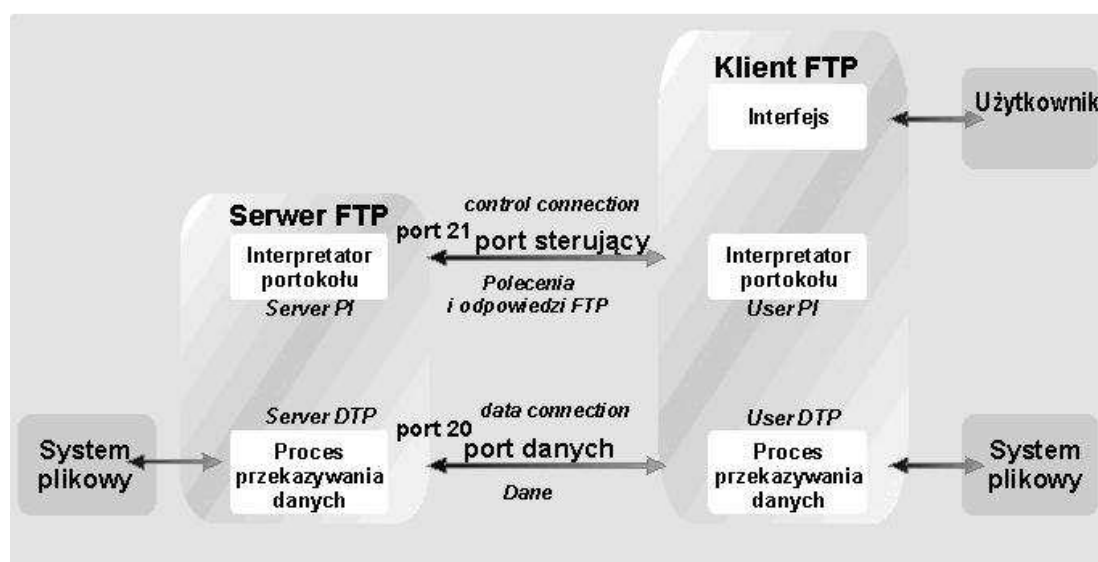 Klient FTP
Interfejs
Użytkownik
Serwer FTP
control connection
port 21
port sterujący
Interpretator
portokołu
Server PI
Polecenia
i odpowiedzi FTP
Interpretator
portokołu
User PI
Server DTP
data connection
User DTP
System
plikowy
Proces
przekazywania
danych
port 20
port danych
Dane
Proces
przekazywania
danych
System
plikowy